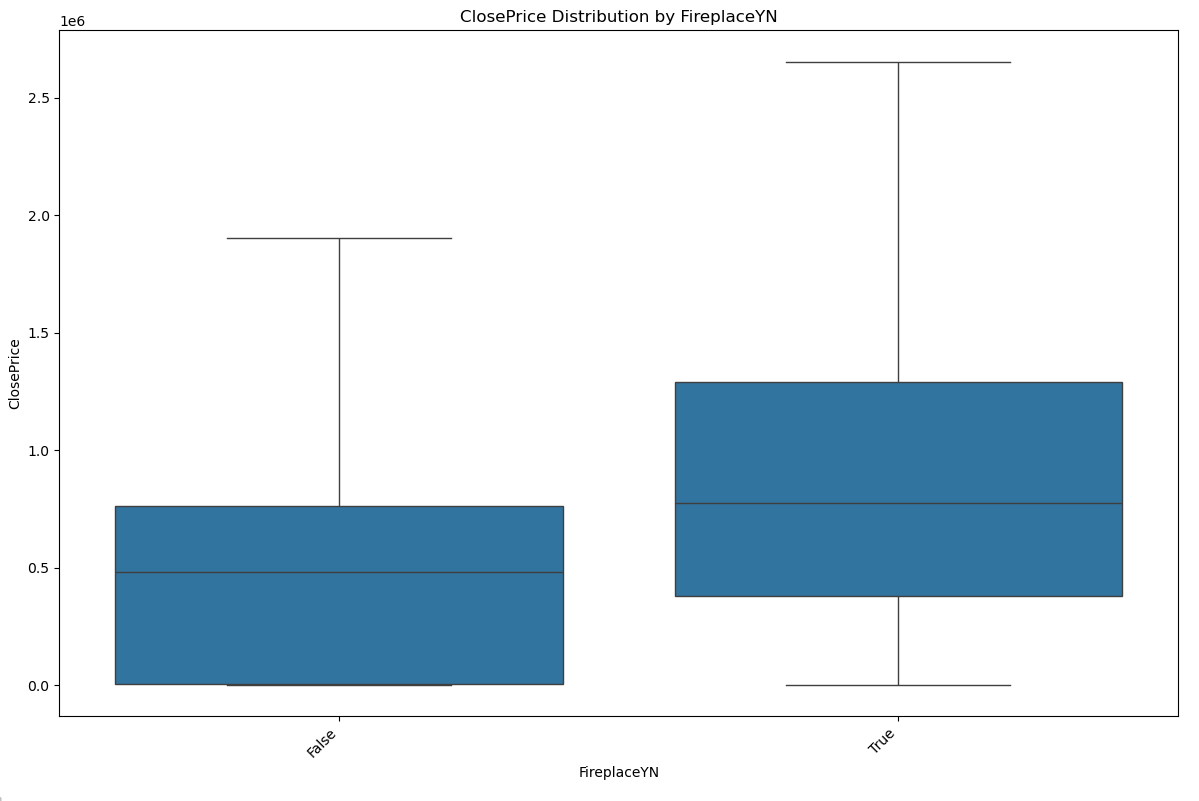 ClosePrice Distribution by FireplaceYN
1e6
2.5
2.0
1.5
1.0
0.5
0.0
ClosePrice
False
True
FireplaceYN